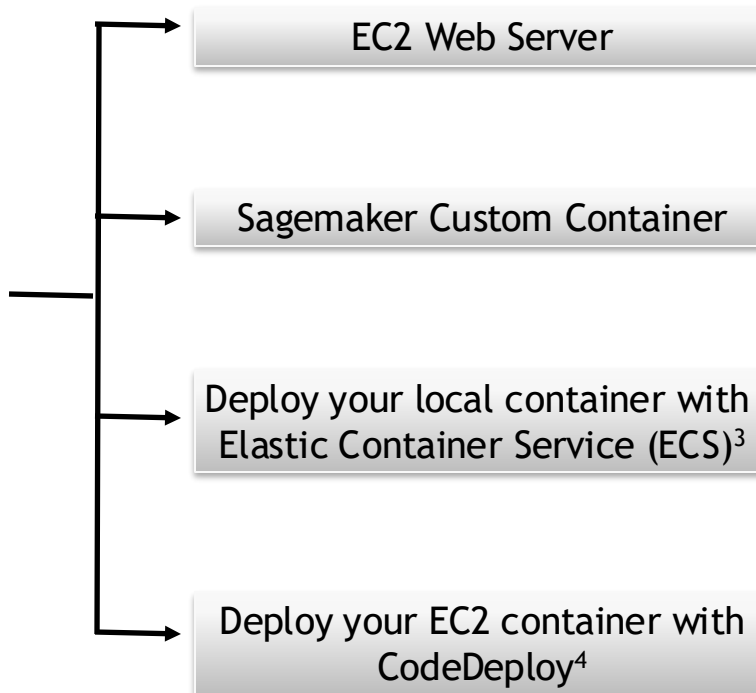 EC2 Web Server
Sagemaker Custom Container
Deploy your local container with
Elastic Container Service (ECS)³
Deploy your EC2 container with
CodeDeploy⁴